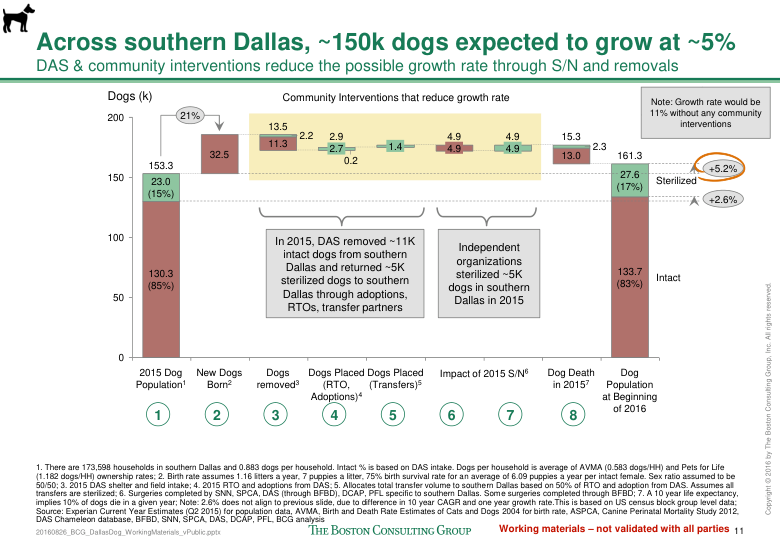 Across southern Dallas, ~150k dogs expected to grow at ~5%
DAS & community interventions reduce the possible growth rate through S/N and removals
Dogs (k)
Community Interventions that reduce growth rate
Note: Growth rate would be
11% without any community
interventions
200
150
100
50
0
21%
153.3
23.0
(15%)
130.3
(85%)
32.5
13.5
2.2
11.3
2.9
2.7
0.2
1.4
4.9
4.9
4.9
4.9
15.3
2.3
13.0
161.3
27.6
(17%)
133.7
(83%)
Sterilized
Intact
+5.2%
+2.6%
In 2015, DAS removed ~11K
intact dogs from southern
Dallas and returned ~5K
sterilized dogs to southern
Dallas through adoptions,
RTOs, transfer partners
Independent
organizations
sterilized ~5K
dogs in southern
Dallas in 2015
2015 Dog
Population1
New Dogs
Born2
Dogs
removed3
Dogs Placed
(RTO,
Adoptions)4
Dogs Placed
(Transfers)5
Impact of 2015 S/N6
Dog Death
in 20157
Dog
Population
at Beginning
of 2016
1
2
3
4
5
6
7
8
1. There are 173,598 households in southern Dallas and 0.883 dogs per household. Intact % is based on DAS intake. Dogs per household is average of AVMA (0.583 dogs/HH) and Pets for Life
(1.182 dogs/HH) ownership rates; 2. Birth rate assumes 1.16 litters a year, 7 puppies a litter, 75% birth survival rate for an average of 6.09 puppies a year per intact female. Sex ratio assumed to be
50/50; 3. 2015 DAS shelter dead and live intake; 4. 2015 RTO and adoptions from DAS; 5. Allocates total transfer volume to southern Dallas based on 50% of RTO and adoption from DAS. Assumes all
transfers are sterilized; 6. Surgeries completed by SNN, SPCA, DAS (through BFBD), DCAP, PFL specific to southern Dallas. Some surgeries completed through BFBD; 7. A 10 year life expectancy,
implies 10% of dogs die in a given year; Note: 2.6% does not align to previous slide, due to difference in 10 year CAGR and one year growth rate.This is based on US census block group level data;
Source: Experian Current Year Estimates (Q2 2015) for population data, AVMA, Birth and Death Rate Estimates of Cats and Dogs 2004 for birth rate, ASPCA, Canine Perinatal Mortality Study 2012,
DAS Chameleon database, BFBD, SNN, SPCA, DAS, DCAP, PFL, BCG analysis
20160826_BCG_DallasDog_WorkingMaterials_vPublic.pptx
THE BOSTON CONSULTING GROUP
Working materials – not validated with all parties
11
Copyright © 2016 by The Boston Consulting Group, Inc. All rights reserved.